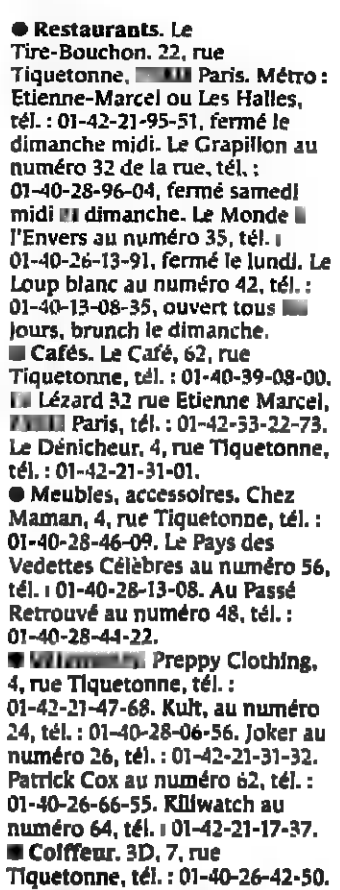 ● Restaurants. Le
Tire-Bouchon. 22, rue
Tiquetonne, Paris. Métro :
Etienne-Marcel ou Les Halles,
tél. : 01-42-21-95-51, fermé le
dimanche midi. Le Grapillon au
numéro 32 de la rue, tél. :
01-40-28-96-04, fermé samedi
midi dimanche. Le Monde
l'Envers au numéro 35, tél. :
01-40-26-13-91, fermé le lundi. Le
Loup blanc au numéro 42, tél. :
01-40-13-08-35, ouvert tous
jours, brunch le dimanche.
Cafés. Le Café, 62, rue
Tiquetonne, tél. : 01-40-39-08-00.
Lézard 32 rue Etienne Marcel,
Paris, tél. : 01-42-33-22-73.
Le Dénicheur, 4, rue Tiquetonne,
tél. : 01-42-21-31-01.
● Meubles, accessoires. Chez
Maman, 4, rue Tiquetonne, tél. :
01-40-28-46-09. Le Pays des
Vedettes Célèbres au numéro 56,
tél. : 01-40-28-13-08. Au Passé
Retrouvé au numéro 48, tél. :
01-40-28-44-22.
● Preppy Clothing,
4, rue Tiquetonne, tél. :
01-42-21-47-68. Kult, au numéro
24, tél. : 01-40-28-06-56. Joker au
numéro 26, tél. : 01-42-21-31-32.
Patrick Cox au numéro 62, tél. :
01-40-26-66-55. Kiliwatch au
numéro 64, tél. : 01-42-21-17-37.
Coiffeur. 3D, 7, rue
Tiquetonne, tél. : 01-40-26-42-50.